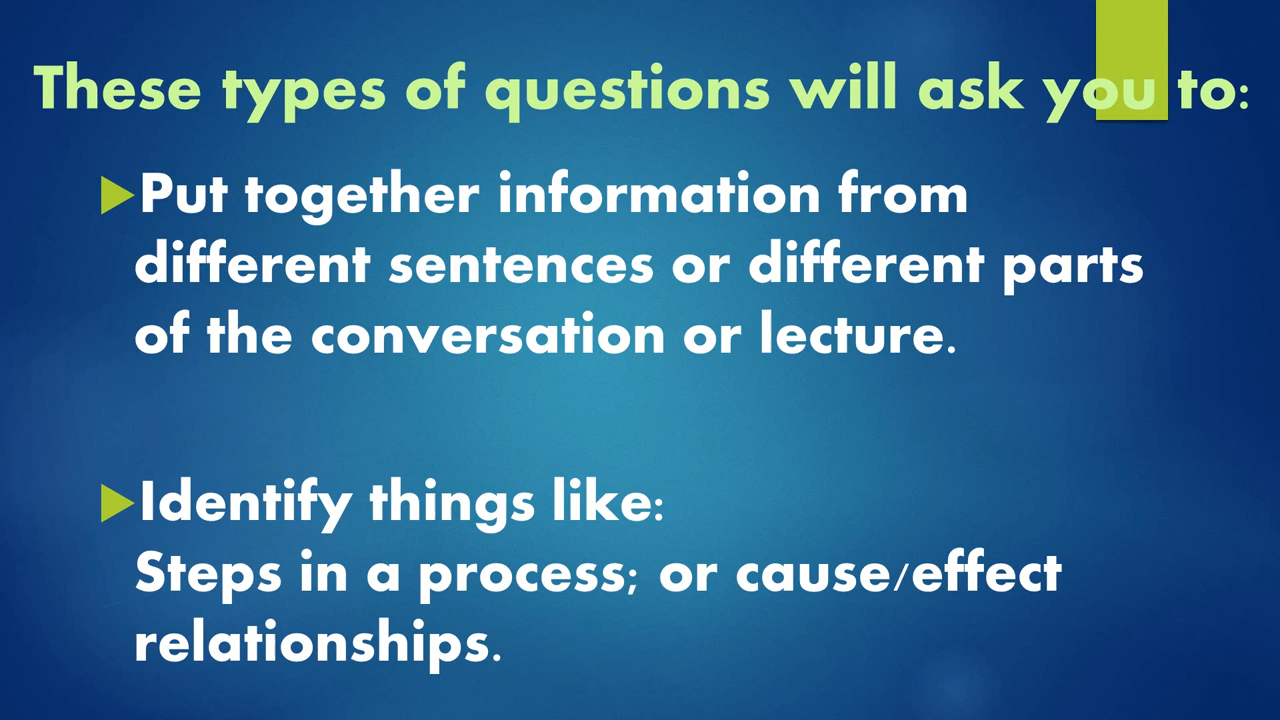 These types of questions will ask you to:
Put together information from
different sentences or different parts
of the conversation or lecture.
Identify things like:
Steps in a process; or cause/effect
relationships.